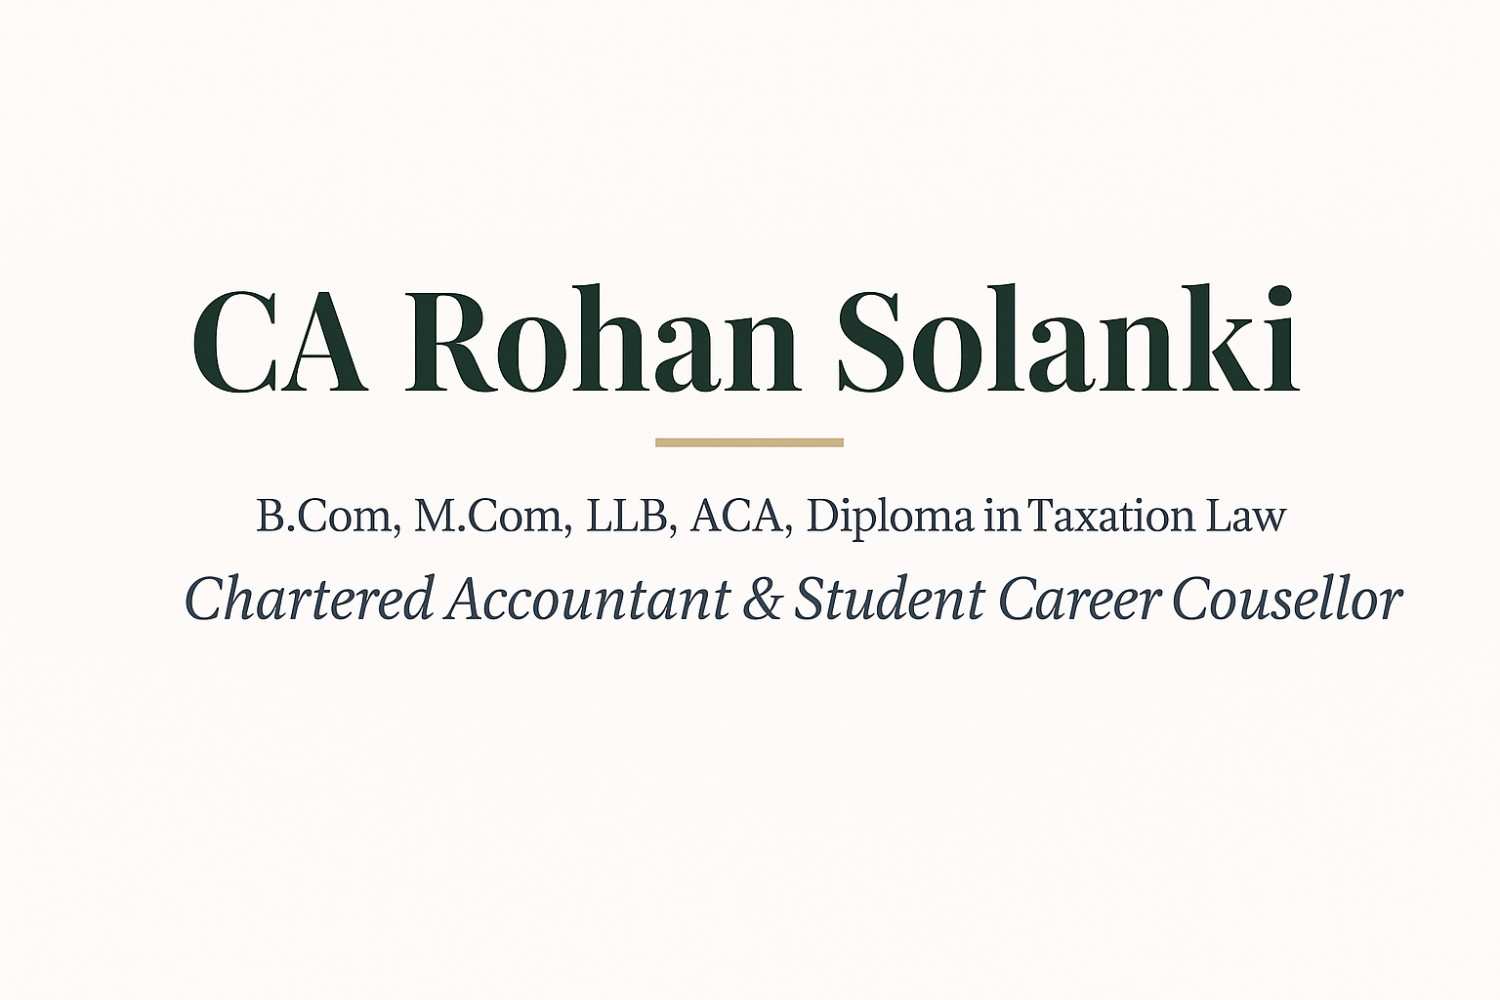 CA Rohan Solanki
B.Com, M.Com, LLB, ACA, Diploma in Taxation Law
Chartered Accountant & Student Career Cousellor